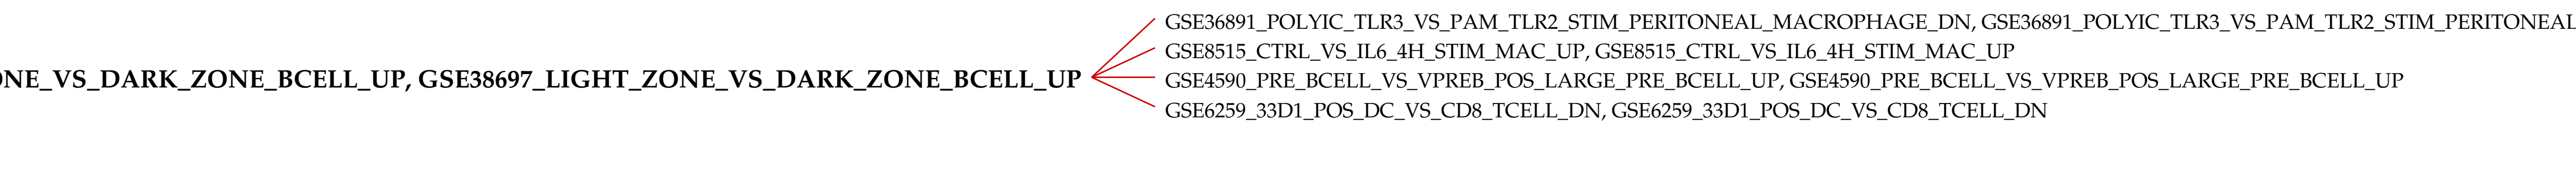 GSE36891_POLYIC_TLR3_VS_PAM_TLR2_STIM_PERITONEAL_MACROPHAGE_DN, GSE36891_POLYIC_TLR3_VS_PAM_TLR2_STIM_PERITONEAL
GSE8515_CTRL_VS_IL6_4H_STIM_MAC_UP, GSE8515_CTRL_VS_IL6_4H_STIM_MAC_UP
ONE_VS_DARK_ZONE_BCELL_UP, GSE38697_LIGHT_ZONE_VS_DARK_ZONE_BCELL_UP
GSE4590_PRE_BCELL_VS_VPREB_POS_LARGE_PRE_BCELL_UP, GSE4590_PRE_BCELL_VS_VPREB_POS_LARGE_PRE_BCELL_UP
GSE6259_33D1_POS_DC_VS_CD8_TCELL_DN, GSE6259_33D1_POS_DC_VS_CD8_TCELL_DN